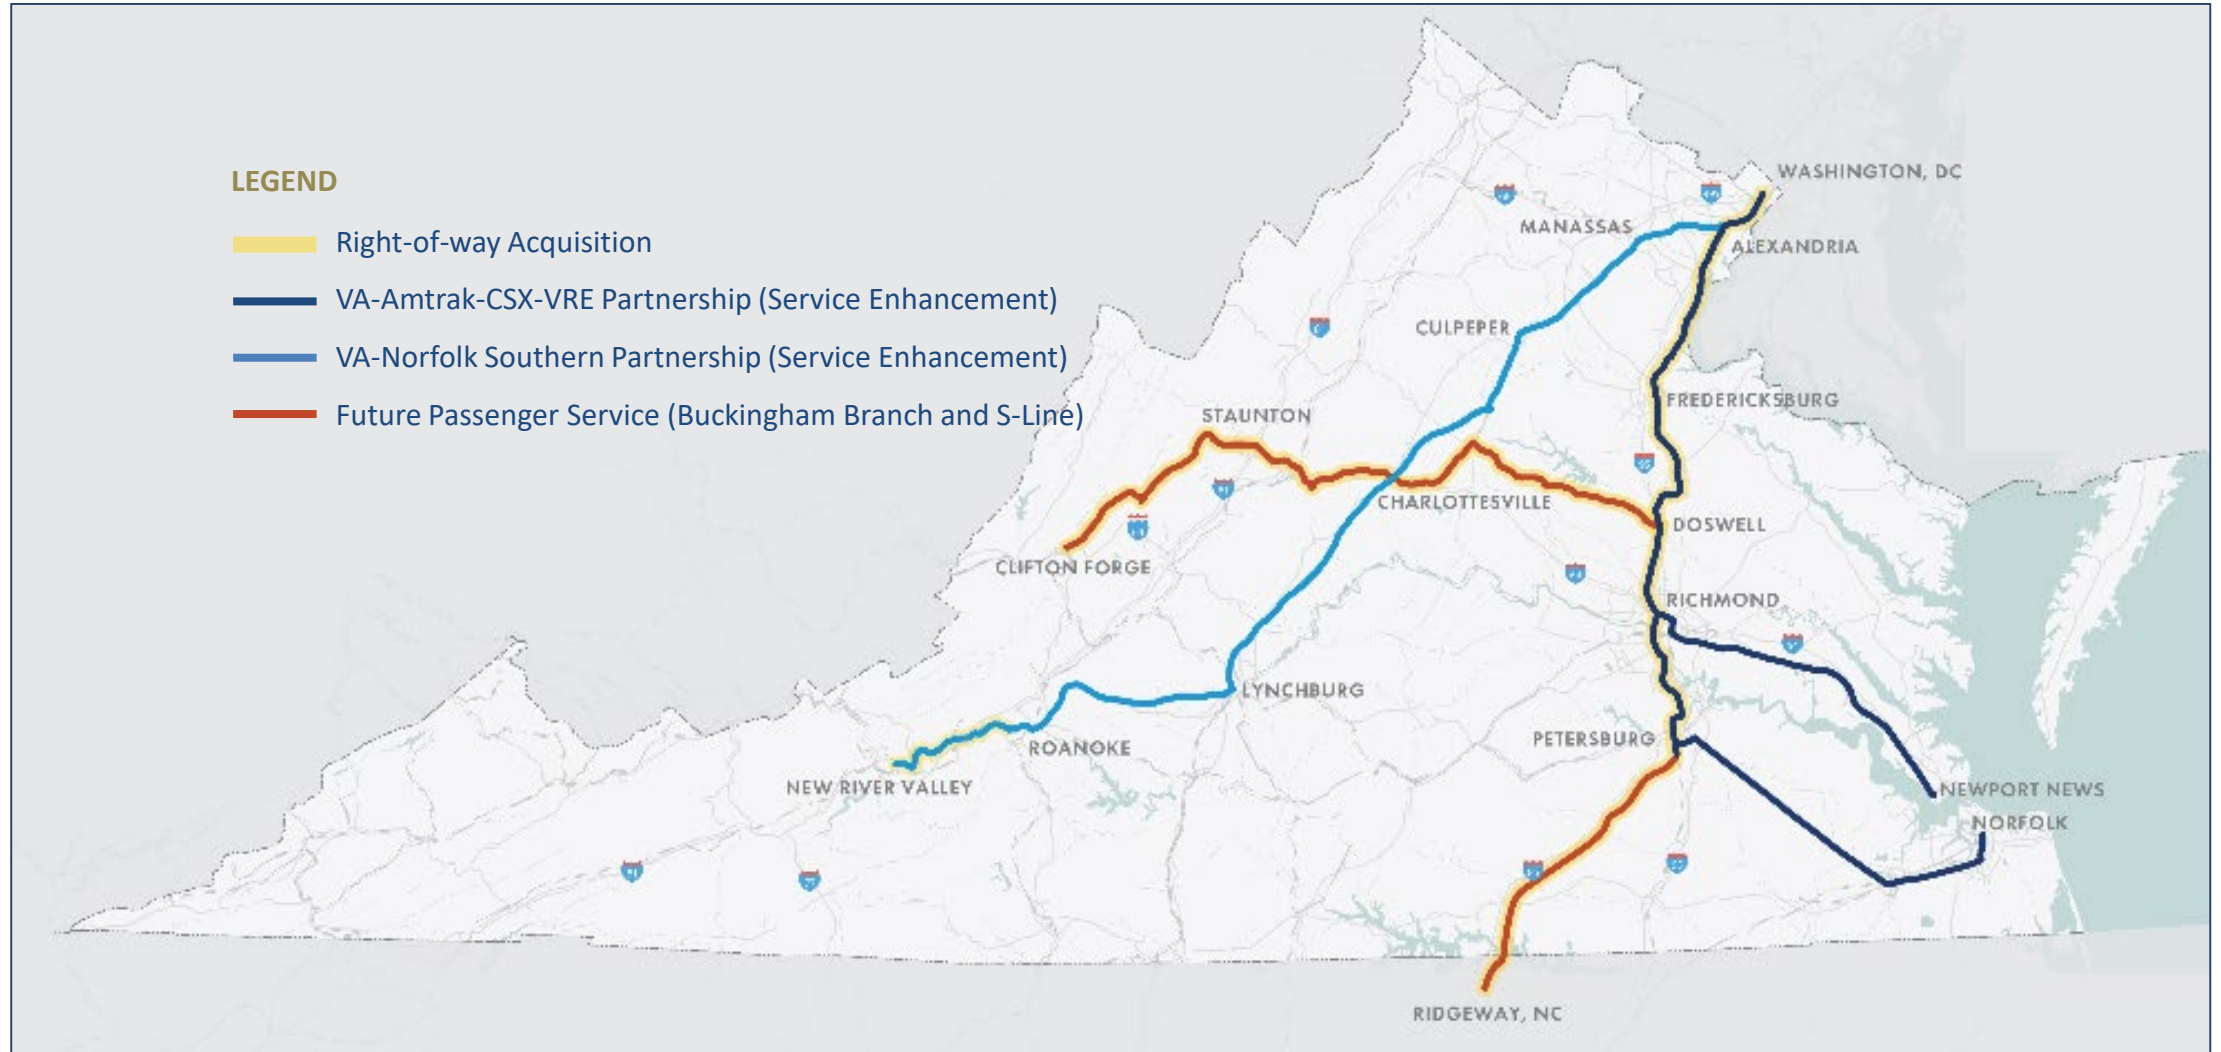 LEGEND
Right-of-way Acquisition
VA-Amtrak-CSX-VRE Partnership (Service Enhancement)
VA-Norfolk Southern Partnership (Service Enhancement)
Future Passenger Service (Buckingham Branch and S-Line)
WASHINGTON, DC
MANASSAS
ALEXANDRIA
CULPEPER
FREDERICKSBURG
STAUNTON
CHARLOTTESVILLE
DOSWELL
CLIFTON FORGE
RICHMOND
LYNCHBURG
PETERSBURG
ROANOKE
NEW RIVER VALLEY
NEWPORT NEWS
NORFOLK
RIDGEWAY, NC